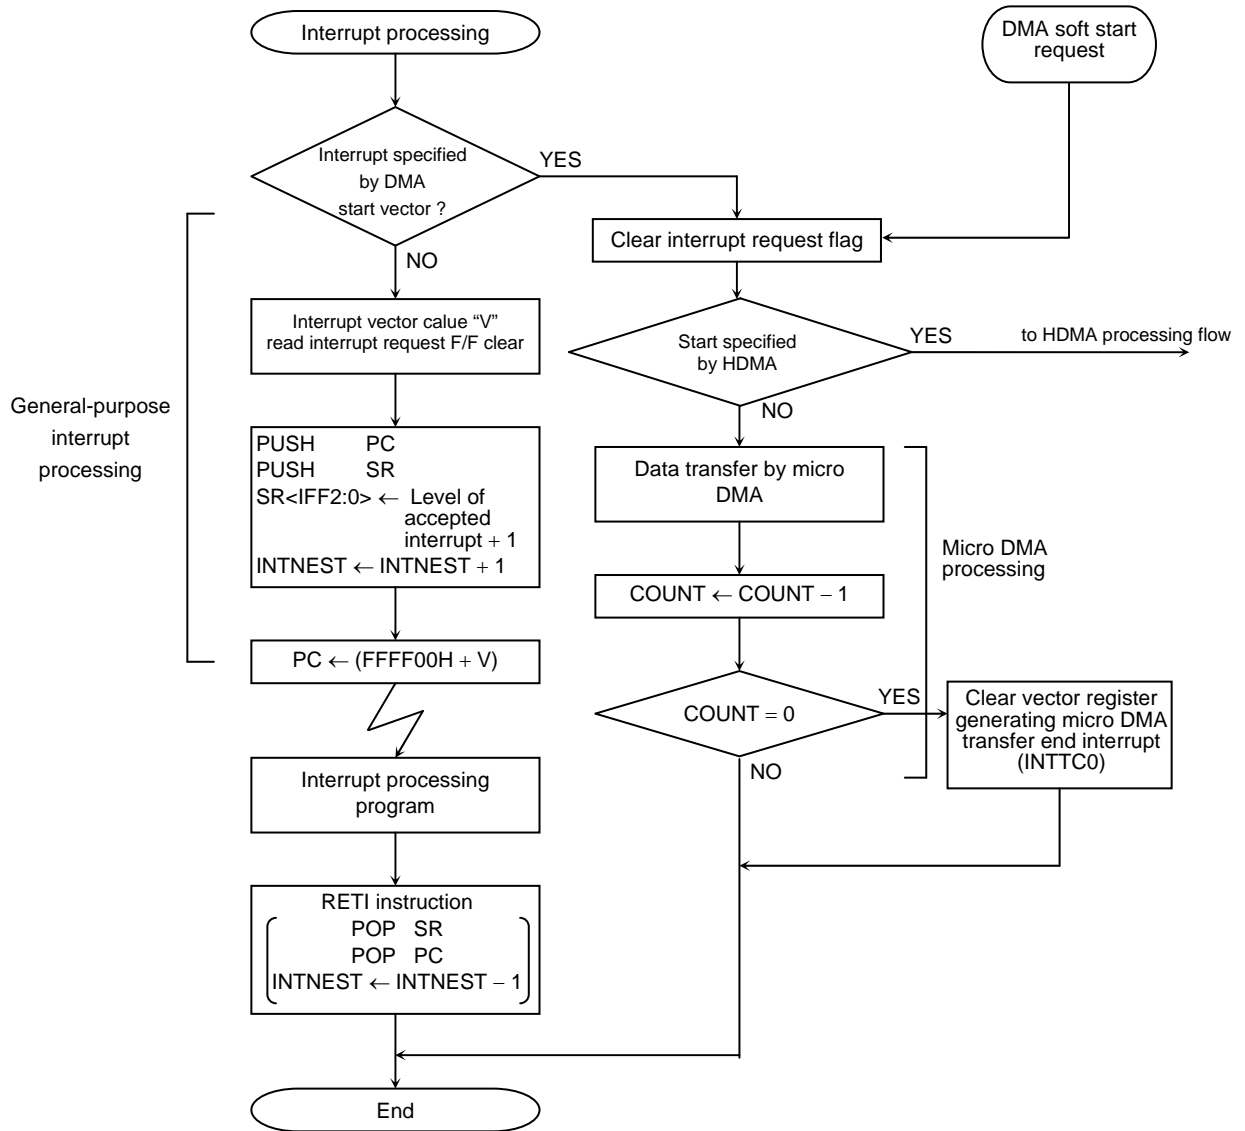 Interrupt processing
DMA soft start
request
Interrupt specified
by DMA
start vector ?
YES
NO
Clear interrupt request flag
Interrupt vector calue “V”
read interrupt request F/F clear
Start specified
by HDMA
YES
to HDMA processing flow
NO
General-purpose
interrupt
processing
PUSH PC
PUSH SR
SR<IFF2:0> ← Level of
accepted
interrupt + 1
INTNEST ← INTNEST + 1
Data transfer by micro
DMA
Micro DMA
processing
COUNT ← COUNT − 1
PC ← (FFFF00H + V)
COUNT = 0
YES
NO
Clear vector register
generating micro DMA
transfer end interrupt
(INTTC0)
Interrupt processing
program
RETI instruction
POP SR
POP PC
INTNEST ← INTNEST − 1
End